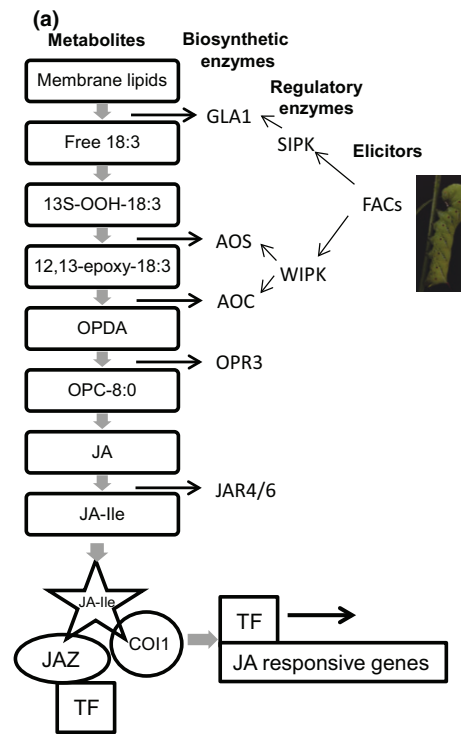 (a)
Metabolites
Biosynthetic
enzymes
Regulatory
enzymes
Elicitors
Membrane lipids
GLA1
Free 18:3
SIPK
13S-OOH-18:3
FACs
AOS
12,13-epoxy-18:3
WIPK
AOC
OPDA
OPR3
OPC-8:0
JA
JAR4/6
JA-Ile
JA-Ile
COI1
JAZ
TF
TF
JA responsive genes